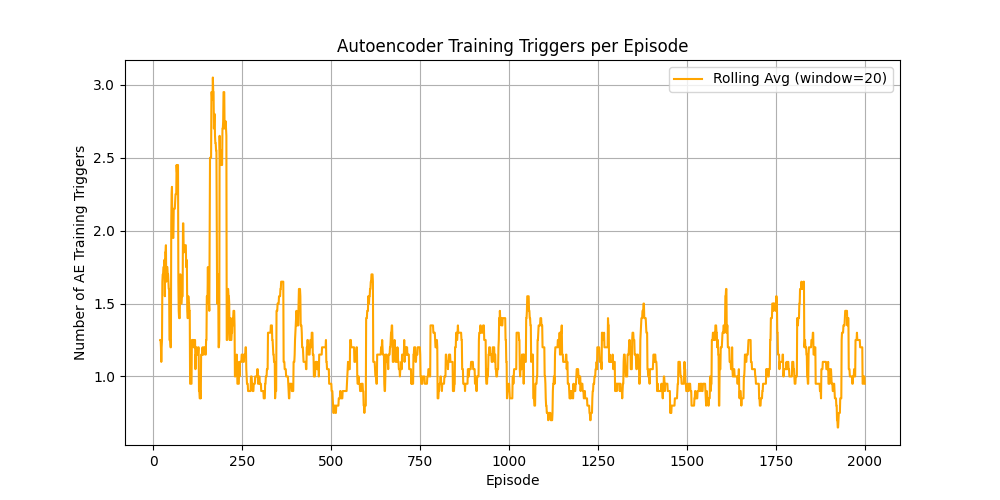 Autoencoder Training Triggers per Episode
Rolling Avg (window=20)
Number of AE Training Triggers
3.0
2.5
2.0
1.5
1.0
0 250 500 750 1000 1250 1500 1750 2000
Episode